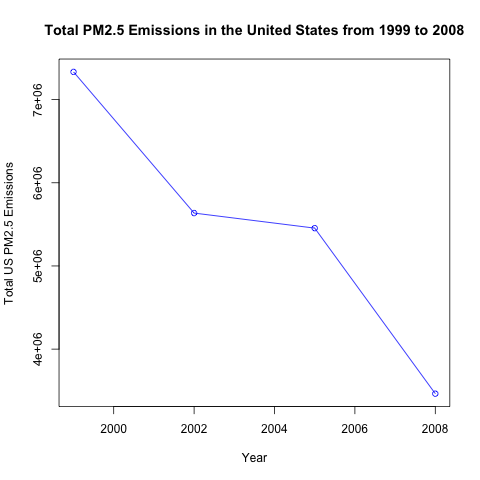 Total PM2.5 Emissions in the United States from 1999 to 2008
Total US PM2.5 Emissions
7e+06
6e+06
5e+06
4e+06
2000 2002 2004 2006 2008
Year